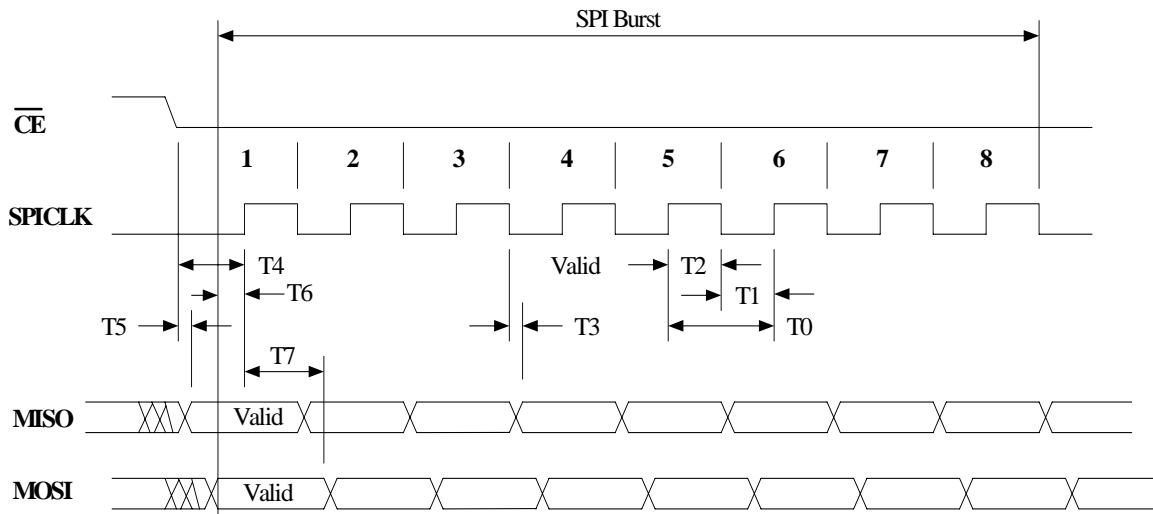 SPI Burst
CE
1 2 3 4 5 6 7 8
SPICLK
T4 Valid T2
T6 T1
T5 T3 T0
T7
MISO Valid
MOSI Valid